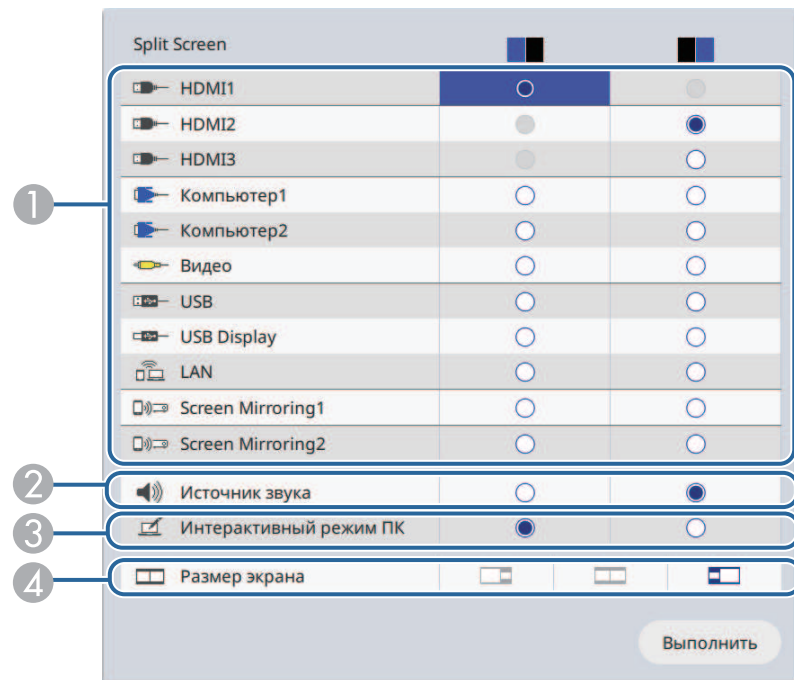 Split Screen
HDMI1
HDMI2
HDMI3
1
Компьютер1
Компьютер2
Видео
USB
USB Display
LAN
Screen Mirroring1
Screen Mirroring2
2 Источник звука
3 Интерактивный режим ПК
4 Размер экрана
Выполнить